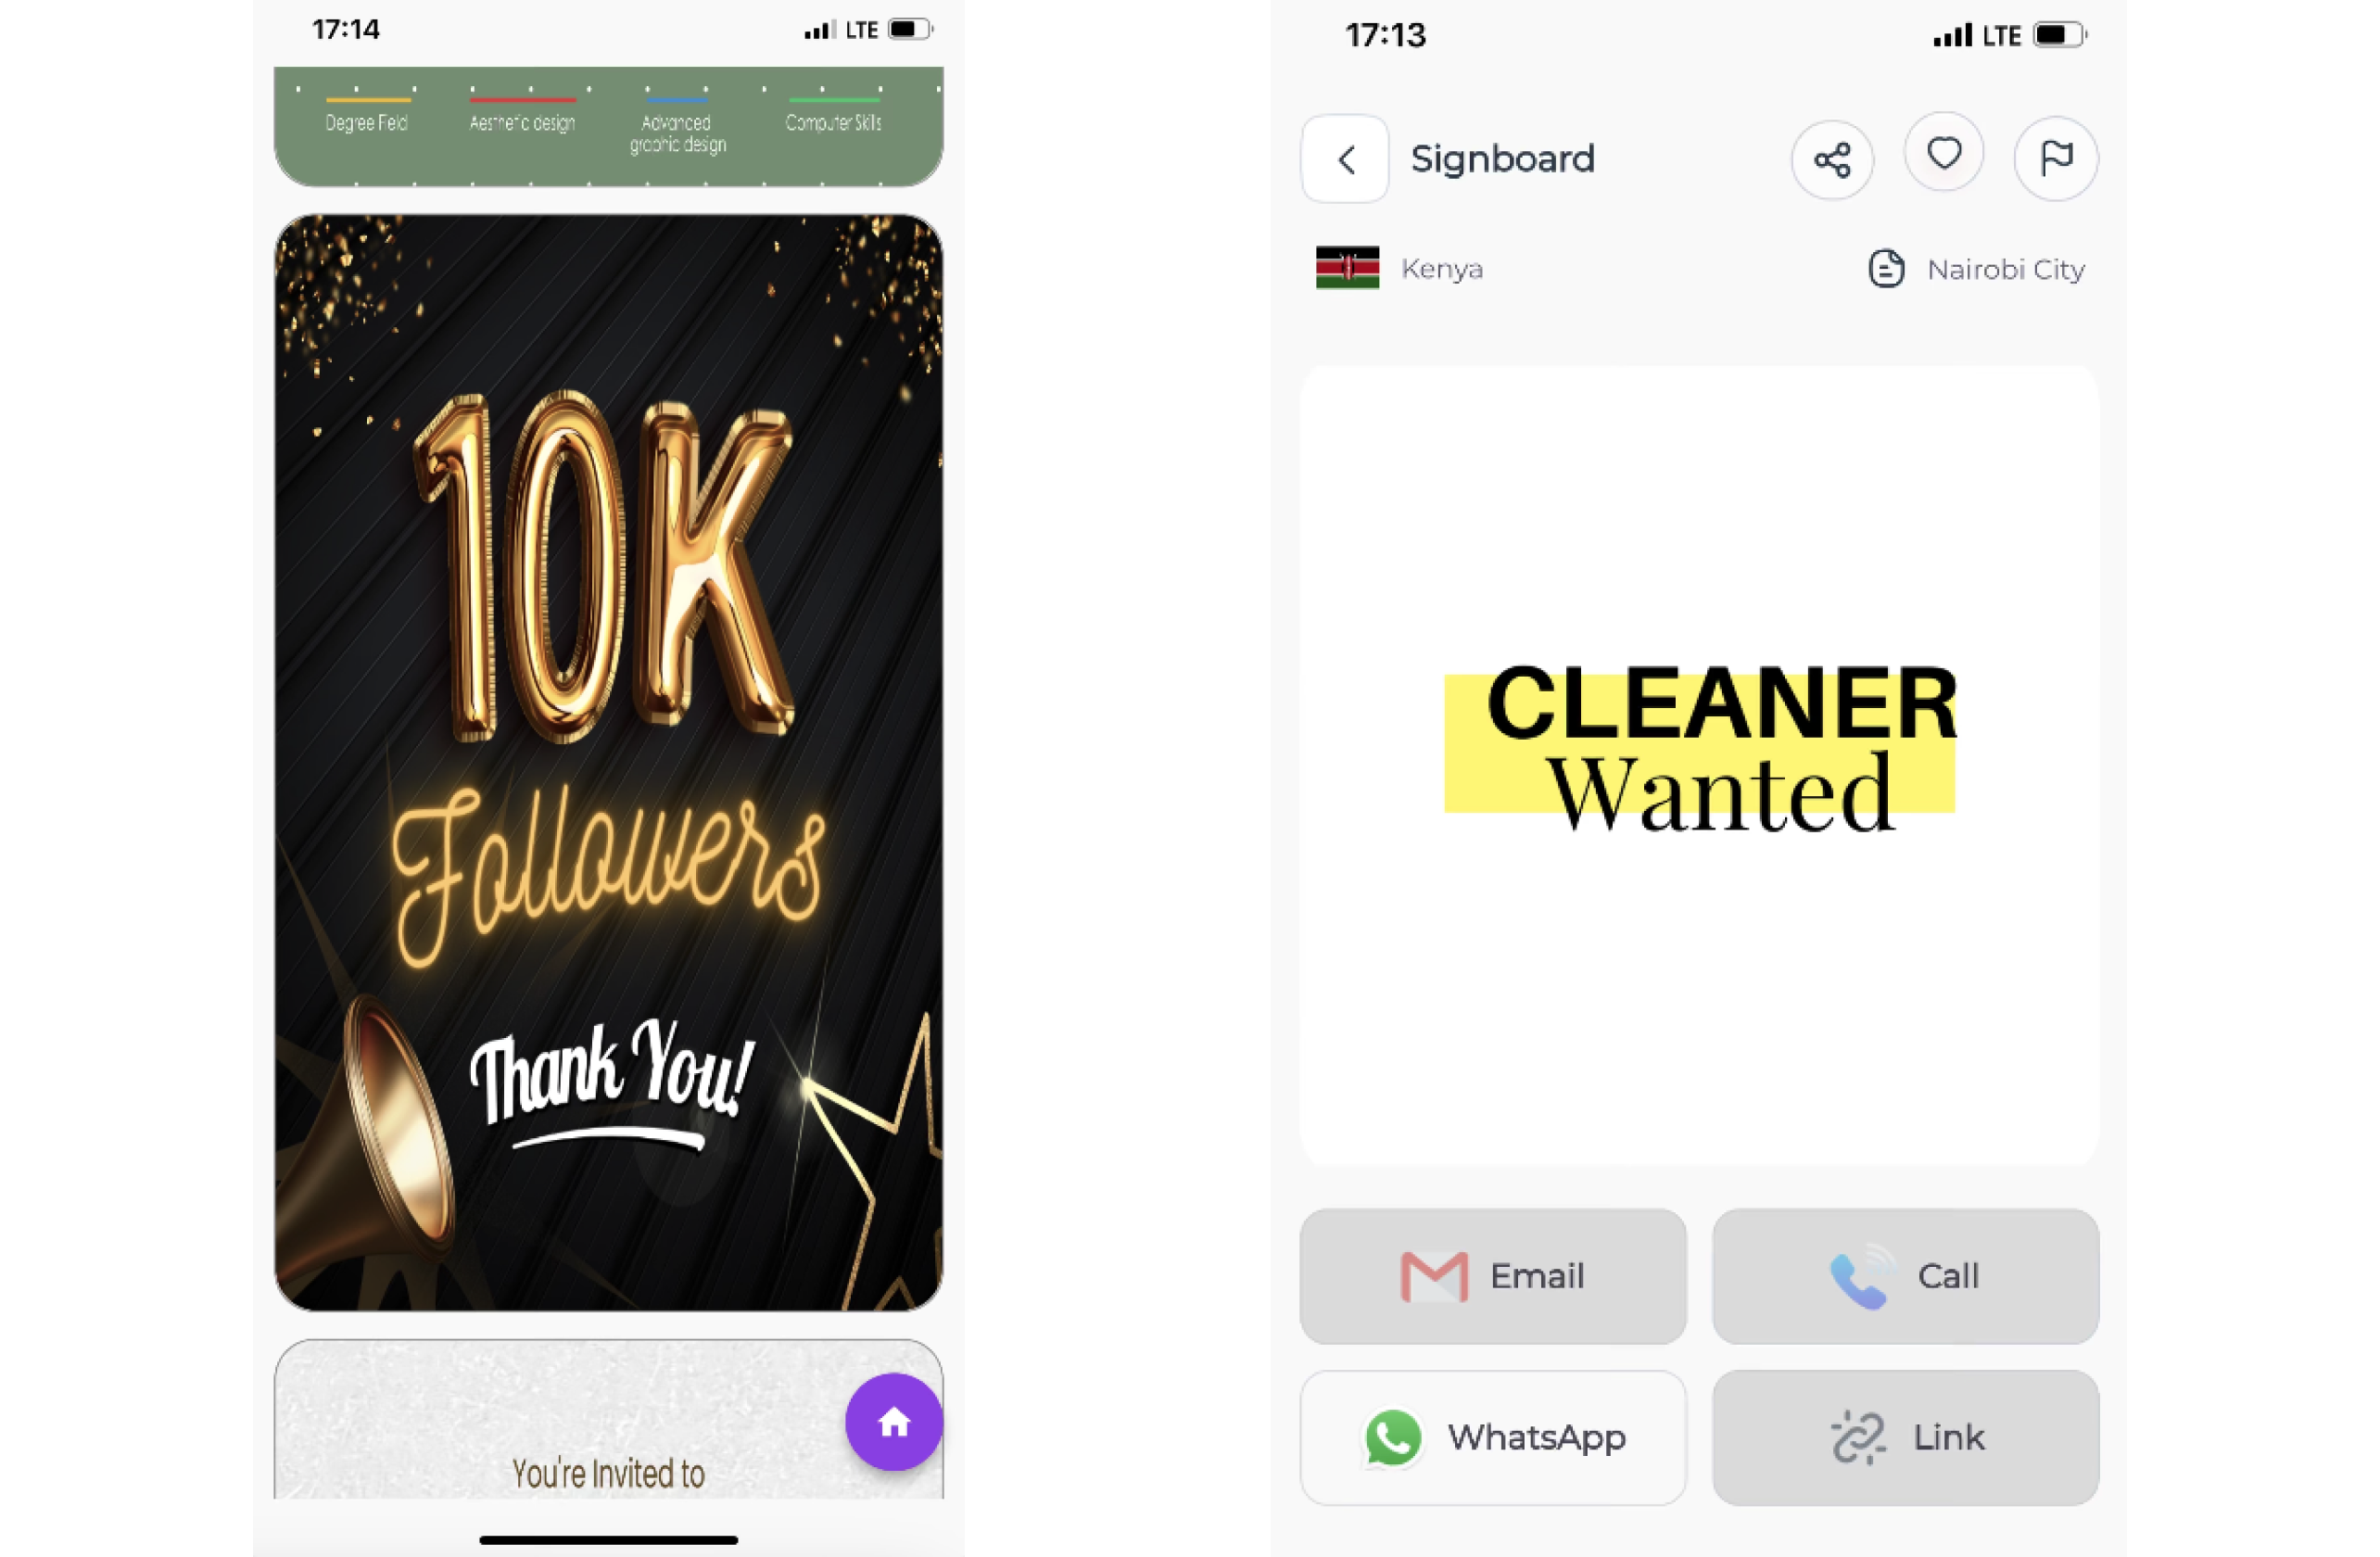 17:14
LTE
Degree Field
Aesthetic design
Advanced
graphic design
Computer Skills
10K
Followers
Thank You!
You're Invited to
17:13
LTE
Signboard
Kenya
Nairobi City
CLEANER
Wanted
Email
Call
WhatsApp
Link